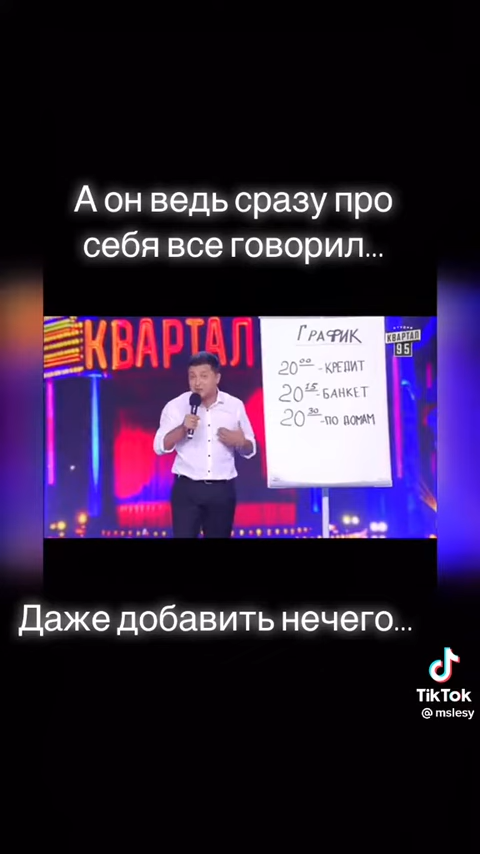 А он ведь сразу про
себя все говорил...
КВАРТАЛ
ГРАФИК
20⁰⁰ - КРЕДИТ
20¹⁵ - БАНКЕТ
20³⁰ - ПО ДОМАМ
СТУДИЯ
КВАРТАЛ
95
Даже добавить нечего...
TikTok
@mslesy